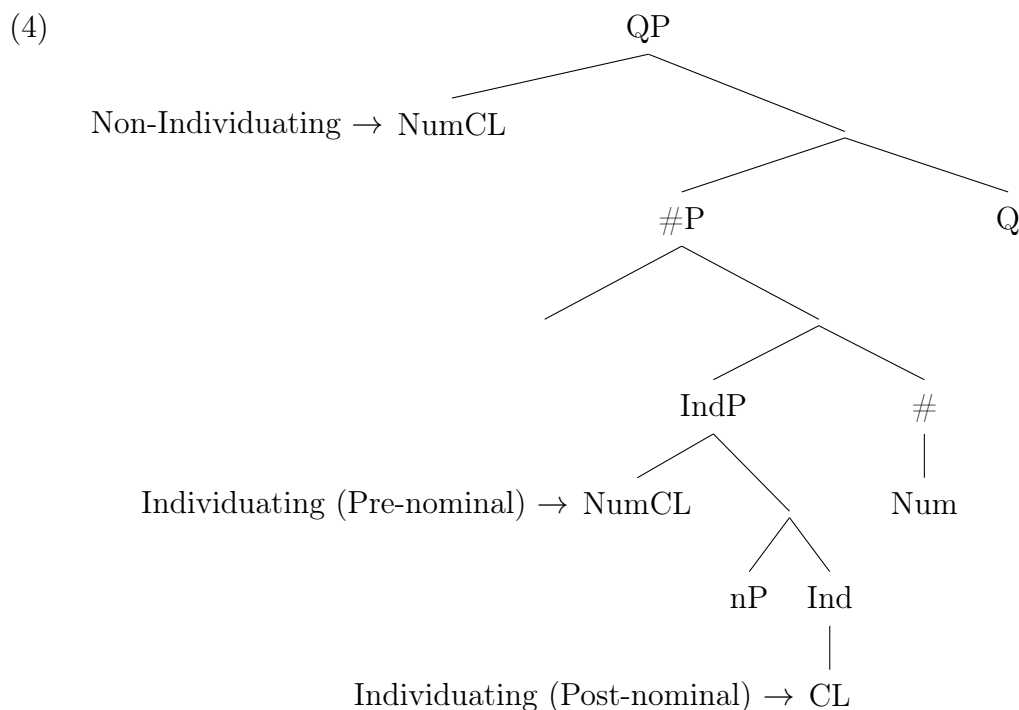 (4)
QP
Non-Individuating → NumCL
#P Q
IndP #
Individuating (Pre-nominal) → NumCL Num
nP Ind
Individuating (Post-nominal) → CL